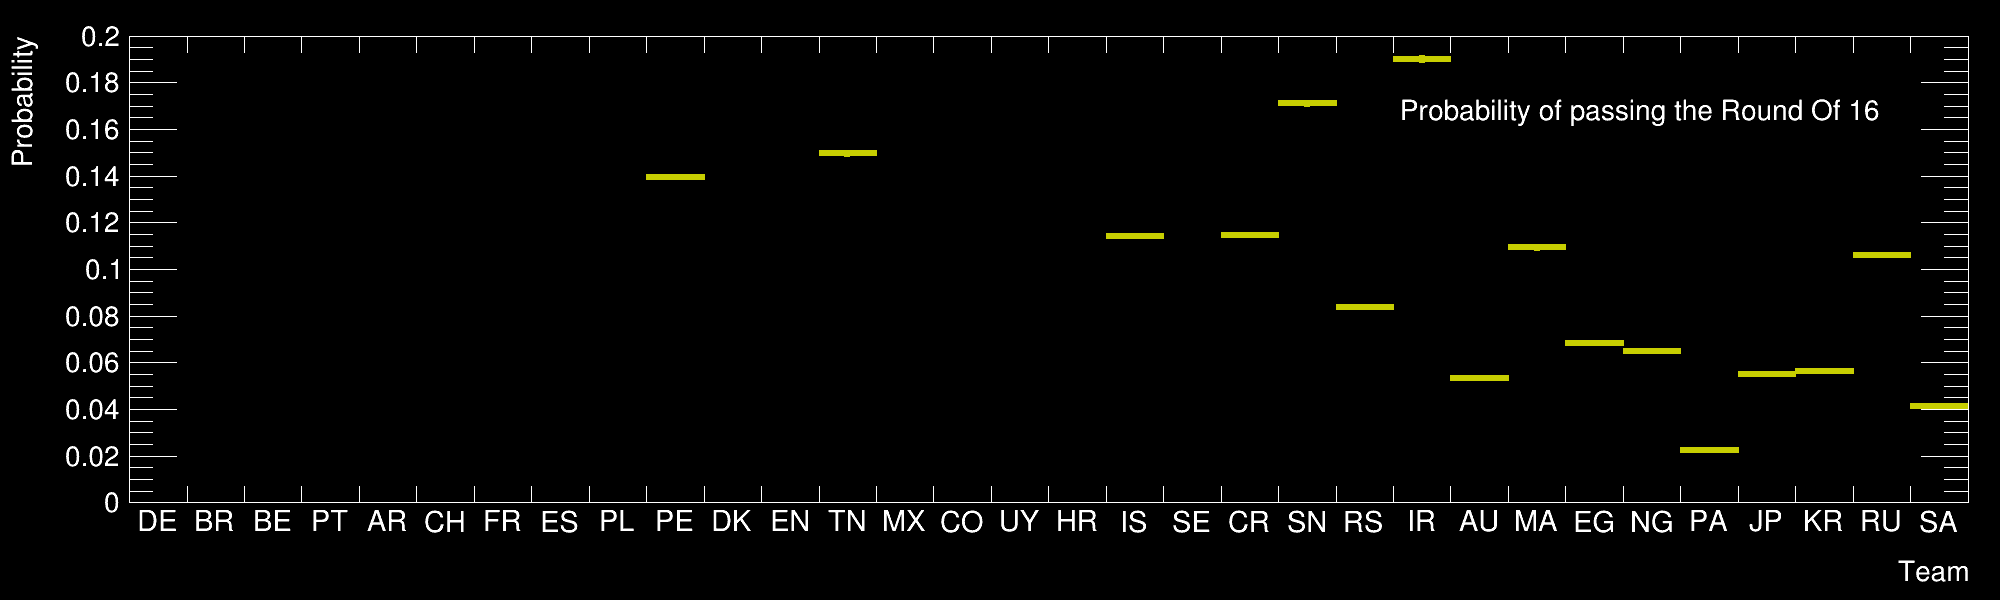 Probability
0.2
0.18
0.16
0.14
0.12
0.1
0.08
0.06
0.04
0.02
0
Probability of passing the Round Of 16
DE BR BE PT AR CH FR ES PL PE DK EN TN MX CO UY HR IS SE CR SN RS IR AU MA EG NG PA JP KR RU SA
Team